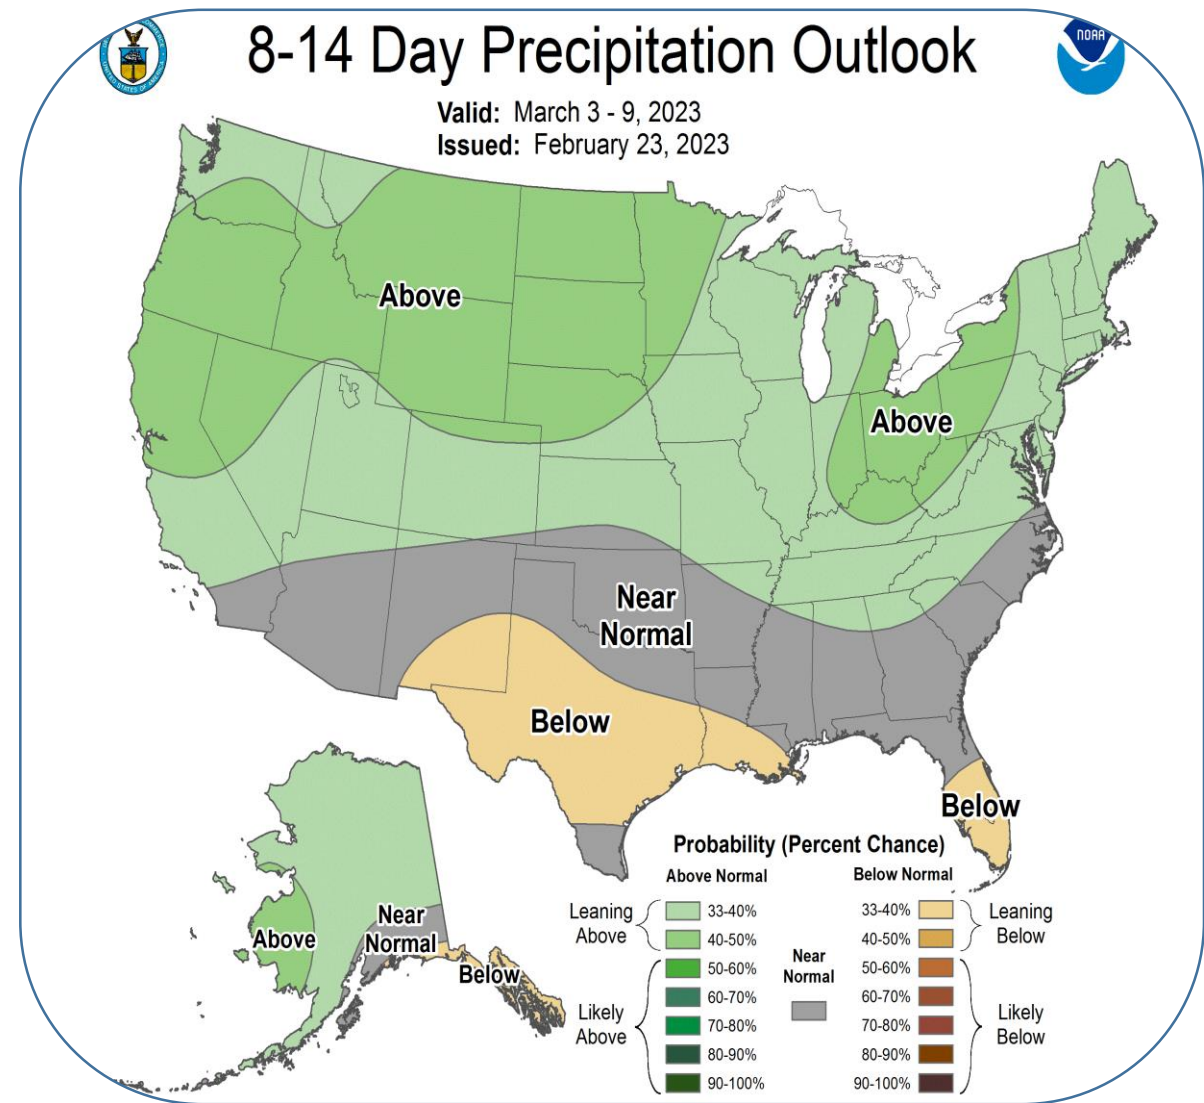 8-14 Day Precipitation Outlook
NOAA
Valid: March 3 - 9, 2023
Issued: February 23, 2023
Above
Above
Near
Normal
Below
Below
Above
Near
Normal
Below
Probability (Percent Chance)
Above Normal
Below Normal
Leaning
Above
33-40%
40-50%
Likely
Above
50-60%
60-70%
70-80%
80-90%
90-100%
Near
Normal
33-40%
40-50%
Leaning
Below
50-60%
60-70%
70-80%
80-90%
90-100%
Likely
Below